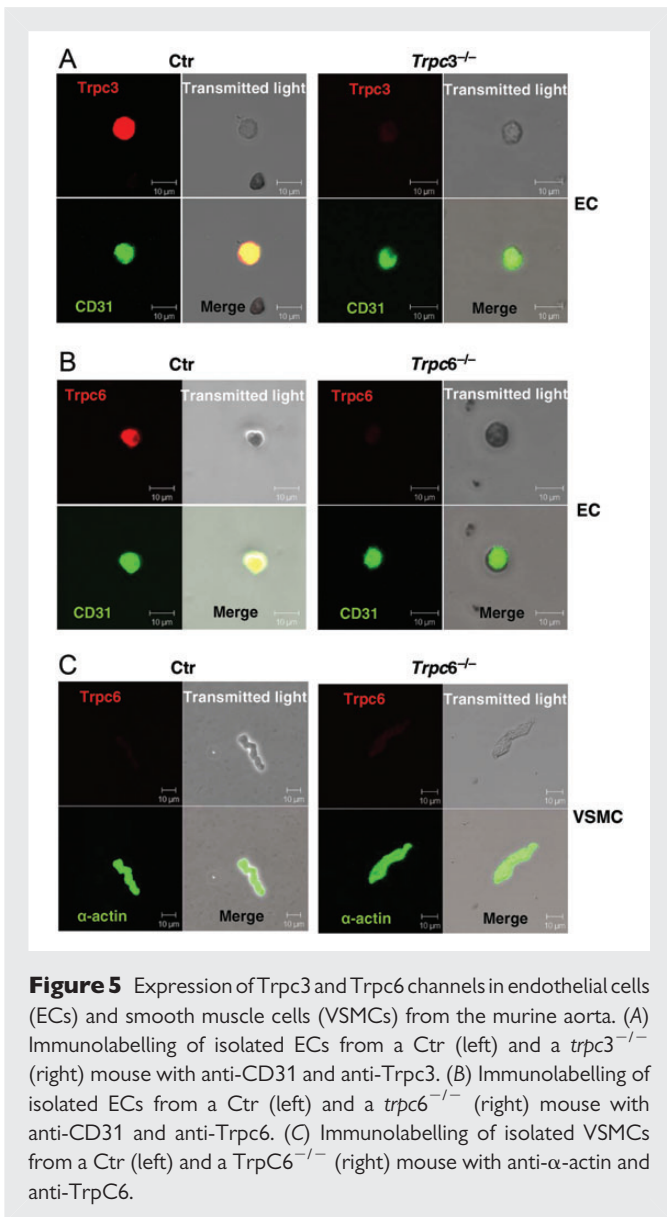 A
Ctr
Trpc3−/−
Trpc3
Transmitted light
Trpc3
Transmitted light
10 µm
10 µm
10 µm
10 µm
EC
CD31
Merge
CD31
Merge
10 µm
10 µm
10 µm
10 µm
B
Ctr
Trpc6−/−
Trpc6
Transmitted light
Trpc6
Transmitted light
10 µm
10 µm
10 µm
10 µm
EC
CD31
Merge
CD31
Merge
10 µm
10 µm
10 µm
10 µm
C
Ctr
Trpc6−/−
Trpc6
Transmitted light
Trpc6
Transmitted light
10 µm
10 µm
10 µm
10 µm
VSMC
α-actin
Merge
α-actin
Merge
10 µm
10 µm
10 µm
10 µm
Figure 5 Expression of Trpc3 and Trpc6 channels in endothelial cells
(ECs) and smooth muscle cells (VSMCs) from the murine aorta. (A)
Immunolabelling of isolated ECs from a Ctr (left) and a trpc3−/−
(right) mouse with anti-CD31 and anti-Trpc3. (B) Immunolabelling of
isolated ECs from a Ctr (left) and a trpc6−/− (right) mouse with
anti-CD31 and anti-Trpc6. (C) Immunolabelling of isolated VSMCs
from a Ctr (left) and a TrpC6−/− (right) mouse with anti-α-actin and
anti-TrpC6.